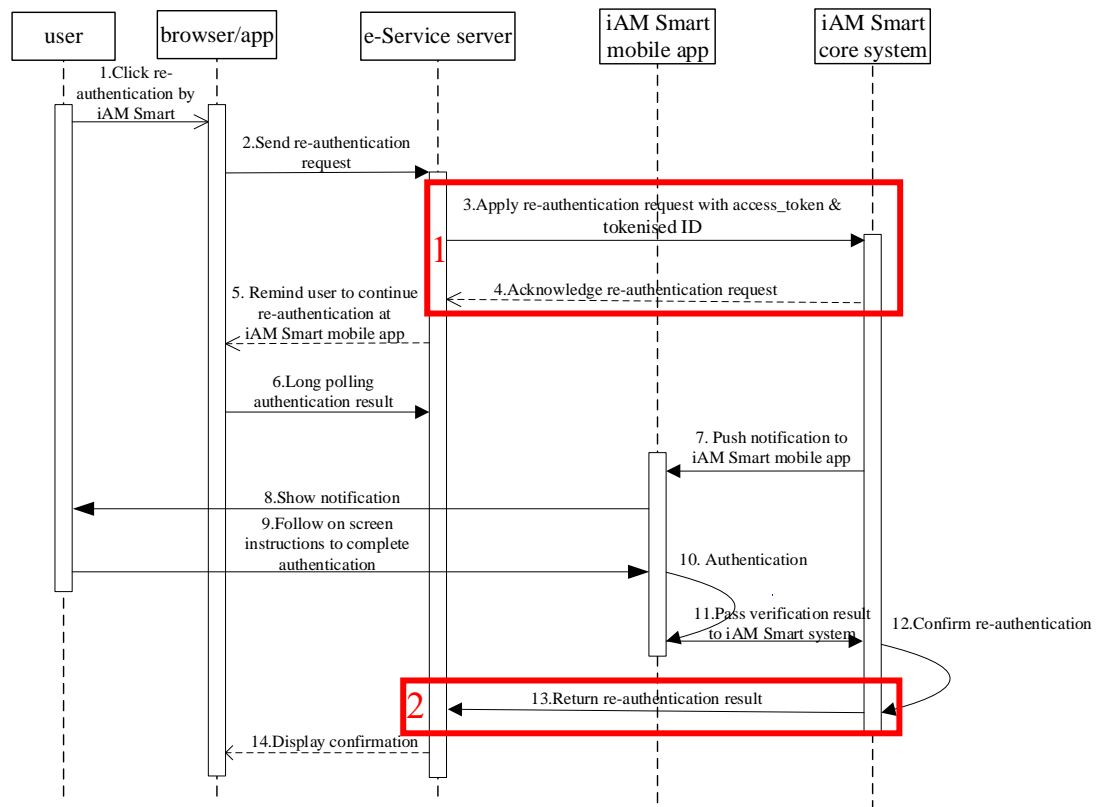 user
browser/app
e-Service server
iAM Smart
mobile app
iAM Smart
core system
1.Click re-
authentication by
iAM Smart
2.Send re-authentication
request
3.Apply re-authentication request with access_token &
tokenised ID
1
4.Acknowledge re-authentication request
5. Remind user to continue
re-authentication at
iAM Smart mobile app
6.Long polling
authentication result
7. Push notification to
iAM Smart mobile app
8.Show notification
9.Follow on screen
instructions to complete
authentication
10. Authentication
11.Pass verification result
to iAM Smart system
12.Confirm re-authentication
2
13.Return re-authentication result
14.Display confirmation